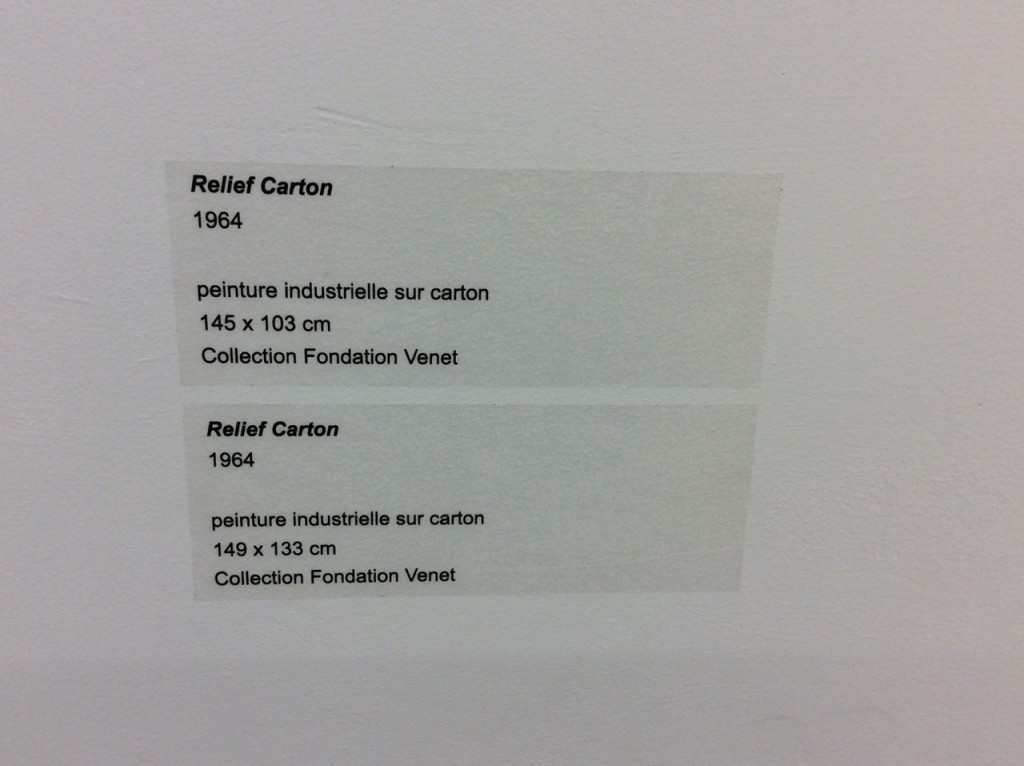 Relief Carton
1964
peinture industrielle sur carton
145 x 103 cm
Collection Fondation Venet
Relief Carton
1964
peinture industrielle sur carton
149 x 133 cm
Collection Fondation Venet